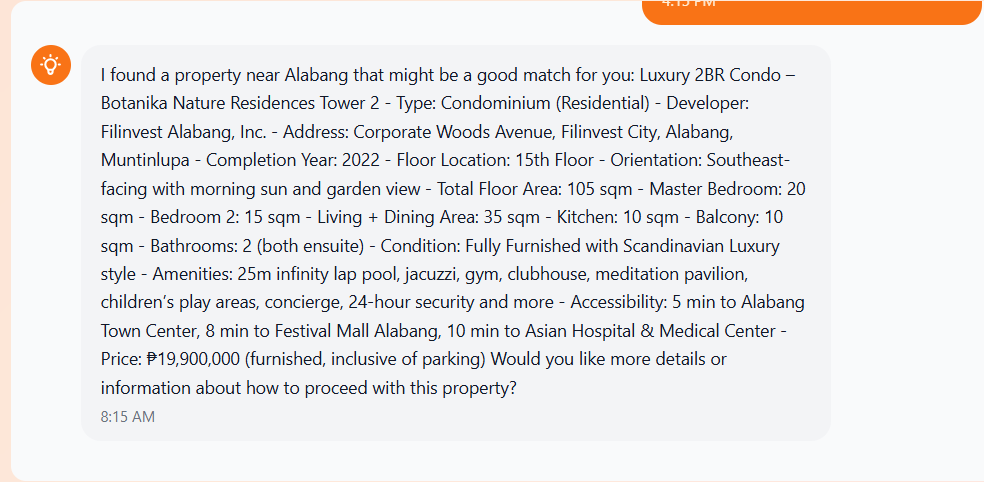 4:15 PM
I found a property near Alabang that might be a good match for you: Luxury 2BR Condo –
Botanika Nature Residences Tower 2 - Type: Condominium (Residential) - Developer:
Filinvest Alabang, Inc. - Address: Corporate Woods Avenue, Filinvest City, Alabang,
Muntinlupa - Completion Year: 2022 - Floor Location: 15th Floor - Orientation: Southeast-
facing with morning sun and garden view - Total Floor Area: 105 sqm - Master Bedroom: 20
sqm - Bedroom 2: 15 sqm - Living + Dining Area: 35 sqm - Kitchen: 10 sqm - Balcony: 10
sqm - Bathrooms: 2 (both ensuite) - Condition: Fully Furnished with Scandinavian Luxury
style - Amenities: 25m infinity lap pool, jacuzzi, gym, clubhouse, meditation pavilion,
children’s play areas, concierge, 24-hour security and more - Accessibility: 5 min to Alabang
Town Center, 8 min to Festival Mall Alabang, 10 min to Asian Hospital & Medical Center -
Price: ₱19,900,000 (furnished, inclusive of parking) Would you like more details or
information about how to proceed with this property?
8:15 AM